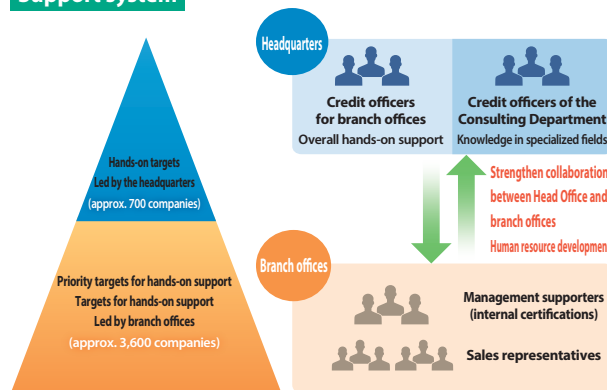 Support system
Headquarters
Credit officers
for branch offices
Overall hands-on support
Credit officers of the
Consulting Department
Knowledge in specialized fields
Hands-on targets
Led by the headquarters
(approx. 700 companies)
Strengthen collaboration
between Head Office and
branch offices
Human resource development
Branch offices
Priority targets for hands-on support
Targets for hands-on support
Led by branch offices
(approx. 3,600 companies)
Management supporters
(internal certifications)
Sales representatives